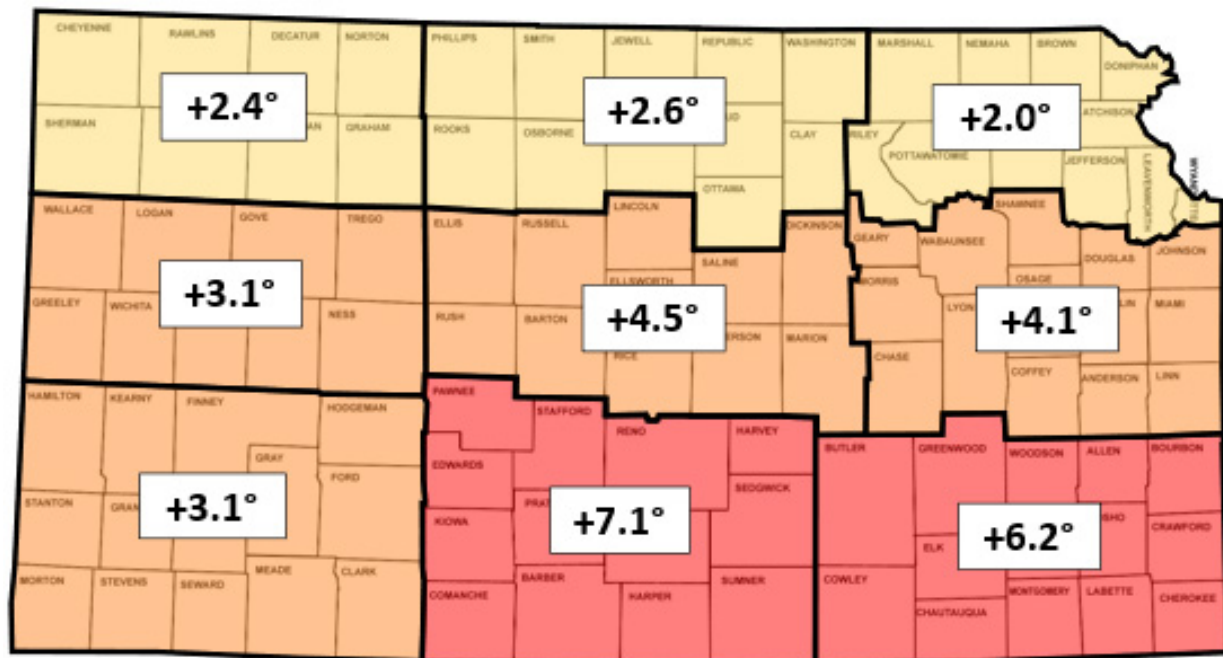 CHEYENNE
RAWLINS
DECATUR
NORTON
PHILLIPS
SMITH
JEWELL
REPUBLIC
WASHINGTON
MARSHALL
NEMAHA
BROWN
DONIPHAN
+2.4°
+2.6°
+2.0°
SHERMAN
GRAHAM
ROOKS
OSBORNE
CLAY
RILEY
POTTAWATOMIE
ATCHISON
JEFFERSON
LEAVENWORTH
OTTAWA
WALLACE
LOGAN
GOVE
TREGO
ELLIS
RUSSELL
LINCOLN
DICKINSON
GEARY
WABAUNSEE
SHAWNEE
DOUGLAS
JOHNSON
SALINE
ELLSWORTH
MORRIS
OSAGE
+3.1°
+4.5°
+4.1°
GREELEY
WICHITA
NESS
RUSH
BARTON
RICE
MARION
CHASE
LYON
MIAMI
COFFEY
ANDERSON
LINN
HAMILTON
KEARNY
FINNEY
HODGEMAN
PAWNEE
STAFFORD
RENO
HARVEY
BUTLER
GREENWOOD
WOODSON
ALLEN
BOURBON
GRAY
FORD
EDWARDS
SEDGWICK
+3.1°
+7.1°
+6.2°
STANTON
KIOWA
ELK
CRAWFORD
MORTON
STEVENS
SEWARD
MEADE
CLARK
COMANCHE
BARBER
HARPER
SUMNER
COWLEY
CHAUTAUQUA
MONTGOMERY
LABETTE
CHEROKEE